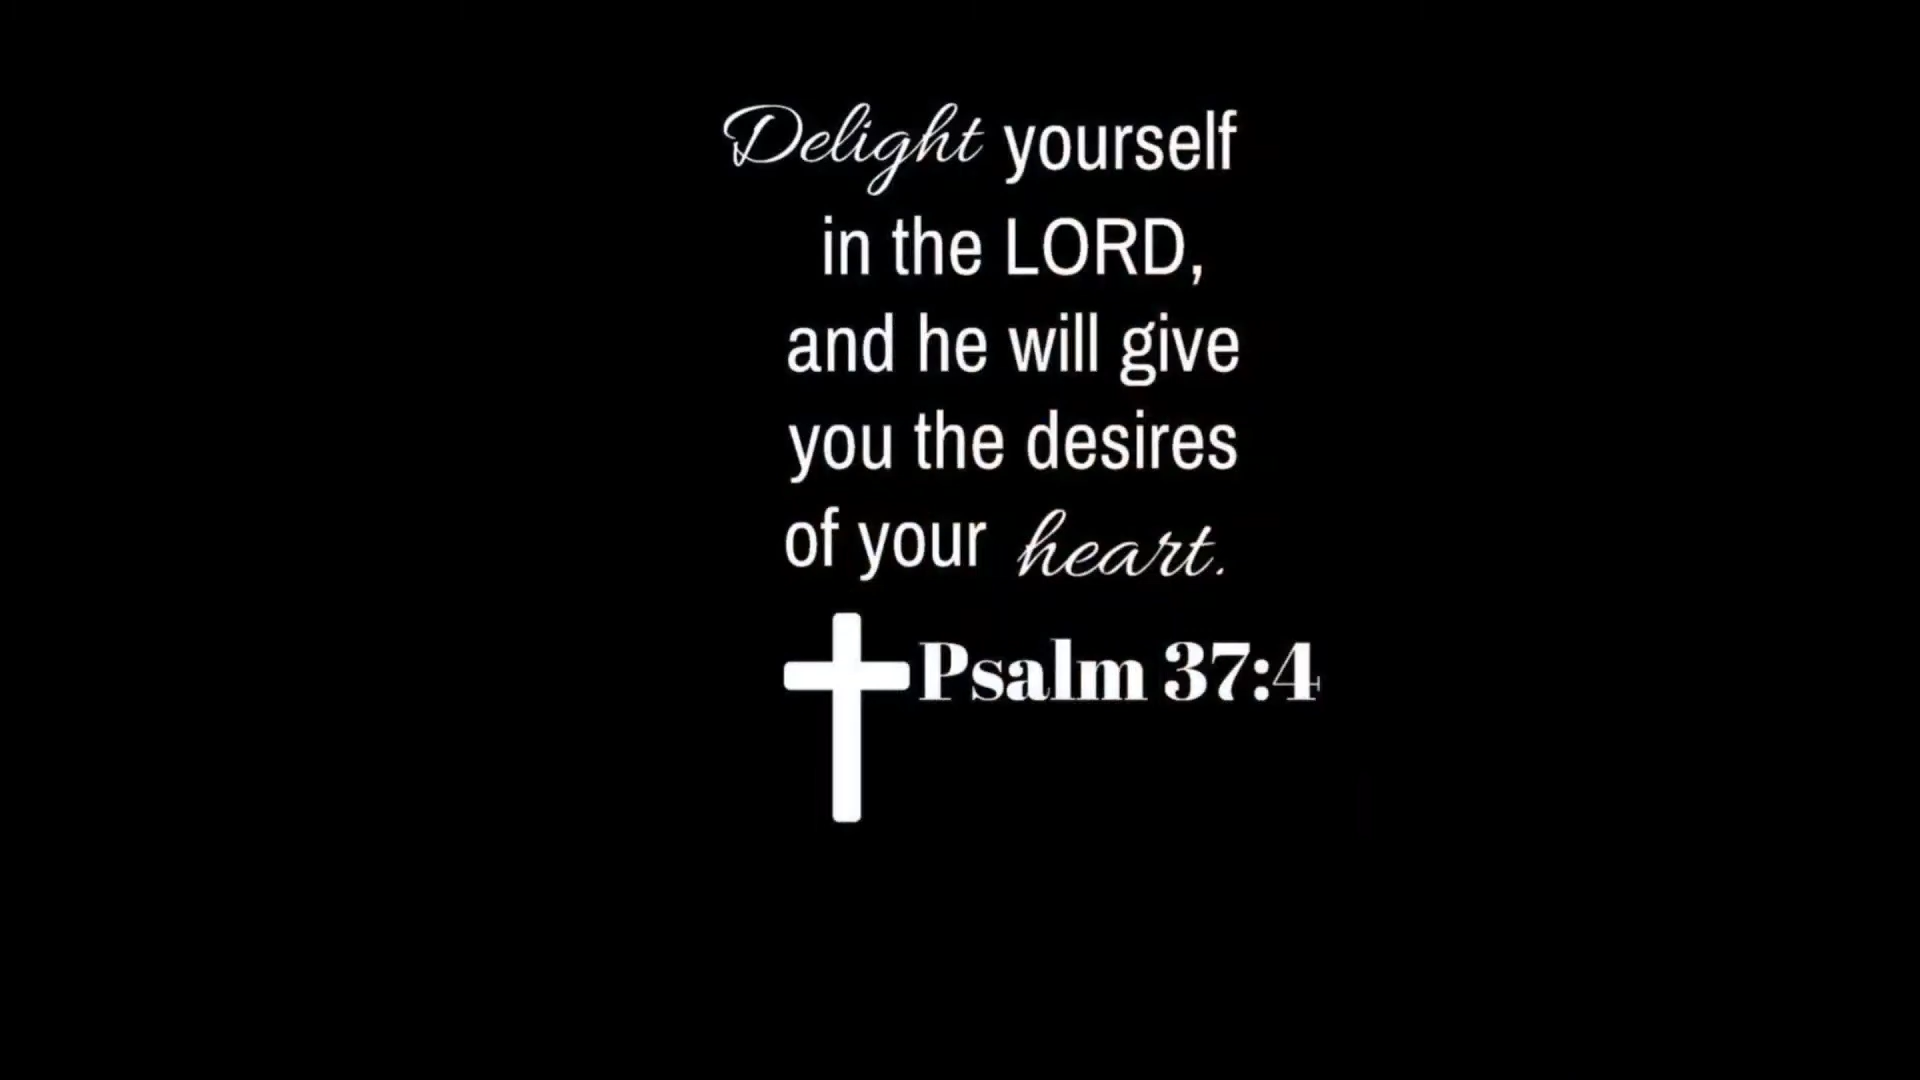 Delight yourself
in the LORD,
and he will give
you the desires
of your heart.
Psalm 37:4